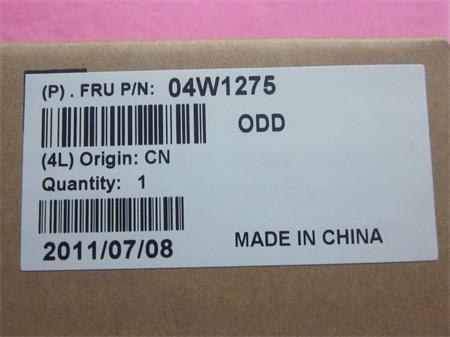 (P) . FRU P/N: 04W1275
ODD
(4L) Origin: CN
Quantity: 1
2011/07/08
MADE IN CHINA